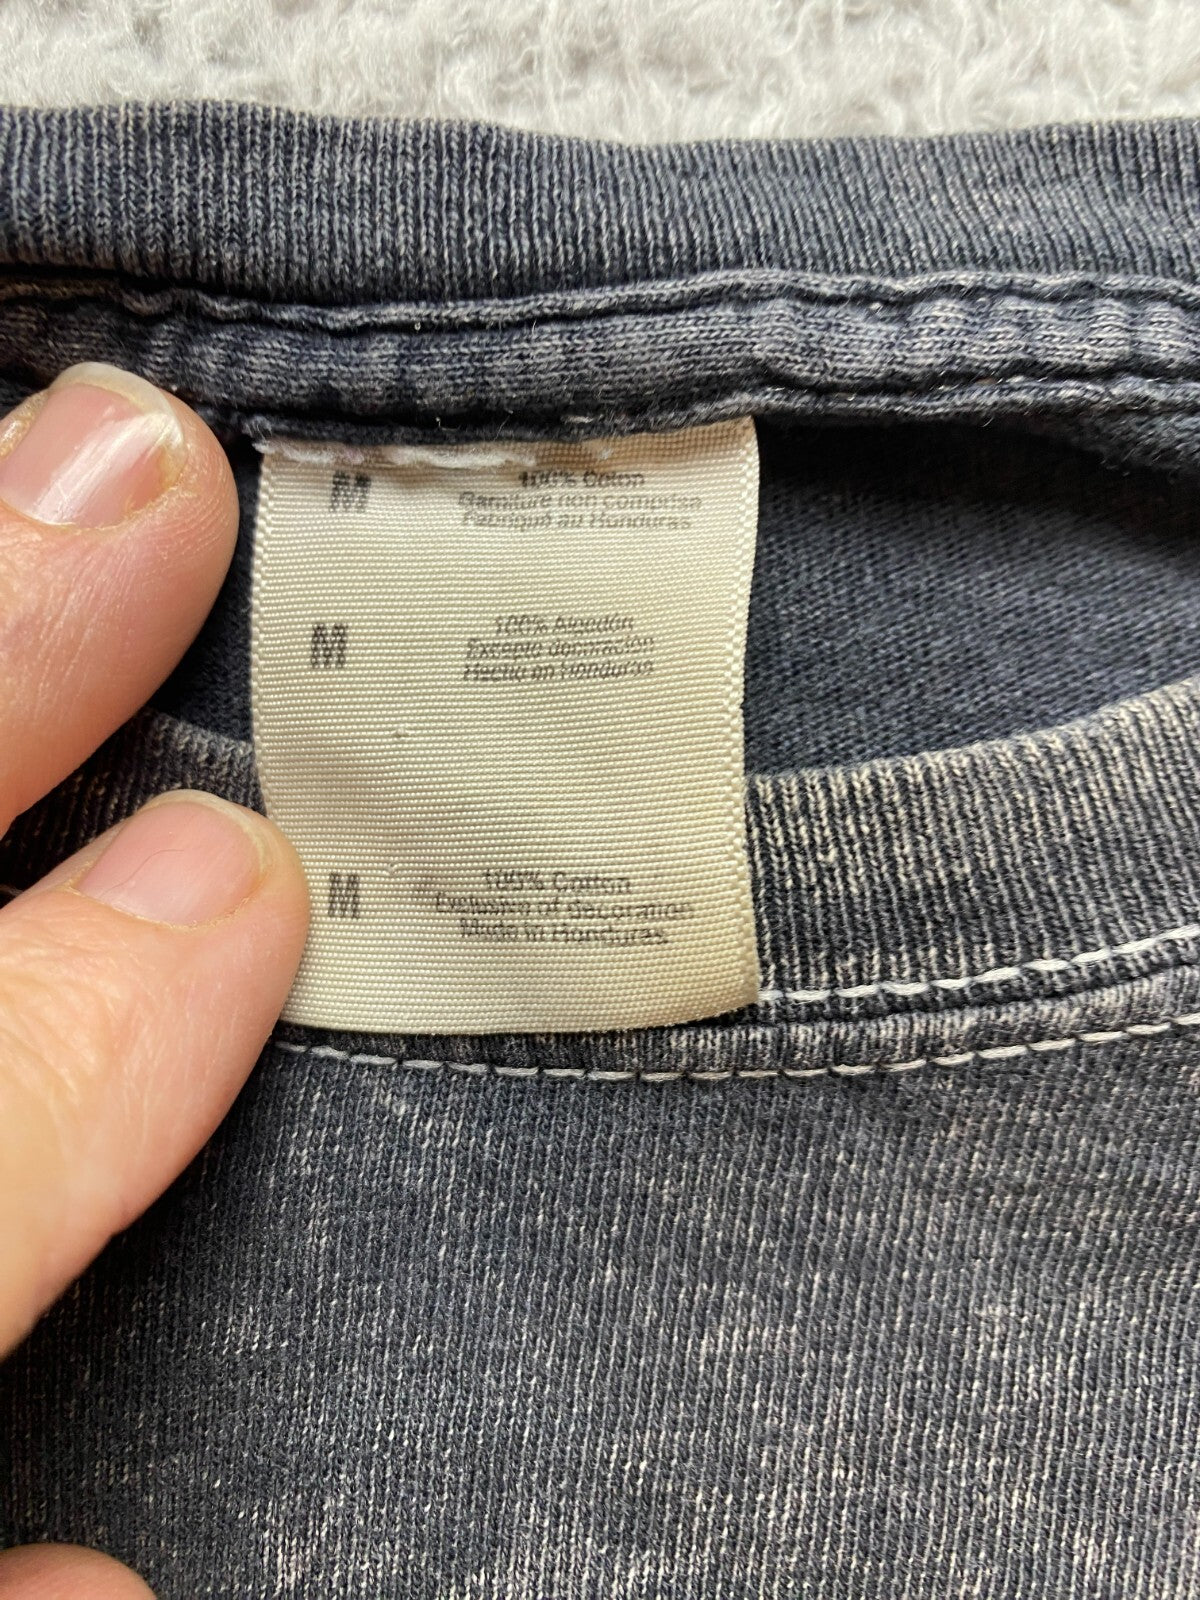 M
100% Coton
Garniture non comprise
Fabriqué au Honduras
M
100% Algodón
Excepto decoración
Hecho en Honduras
M
100% Cotton
Exclusive of decoration
Made in Honduras